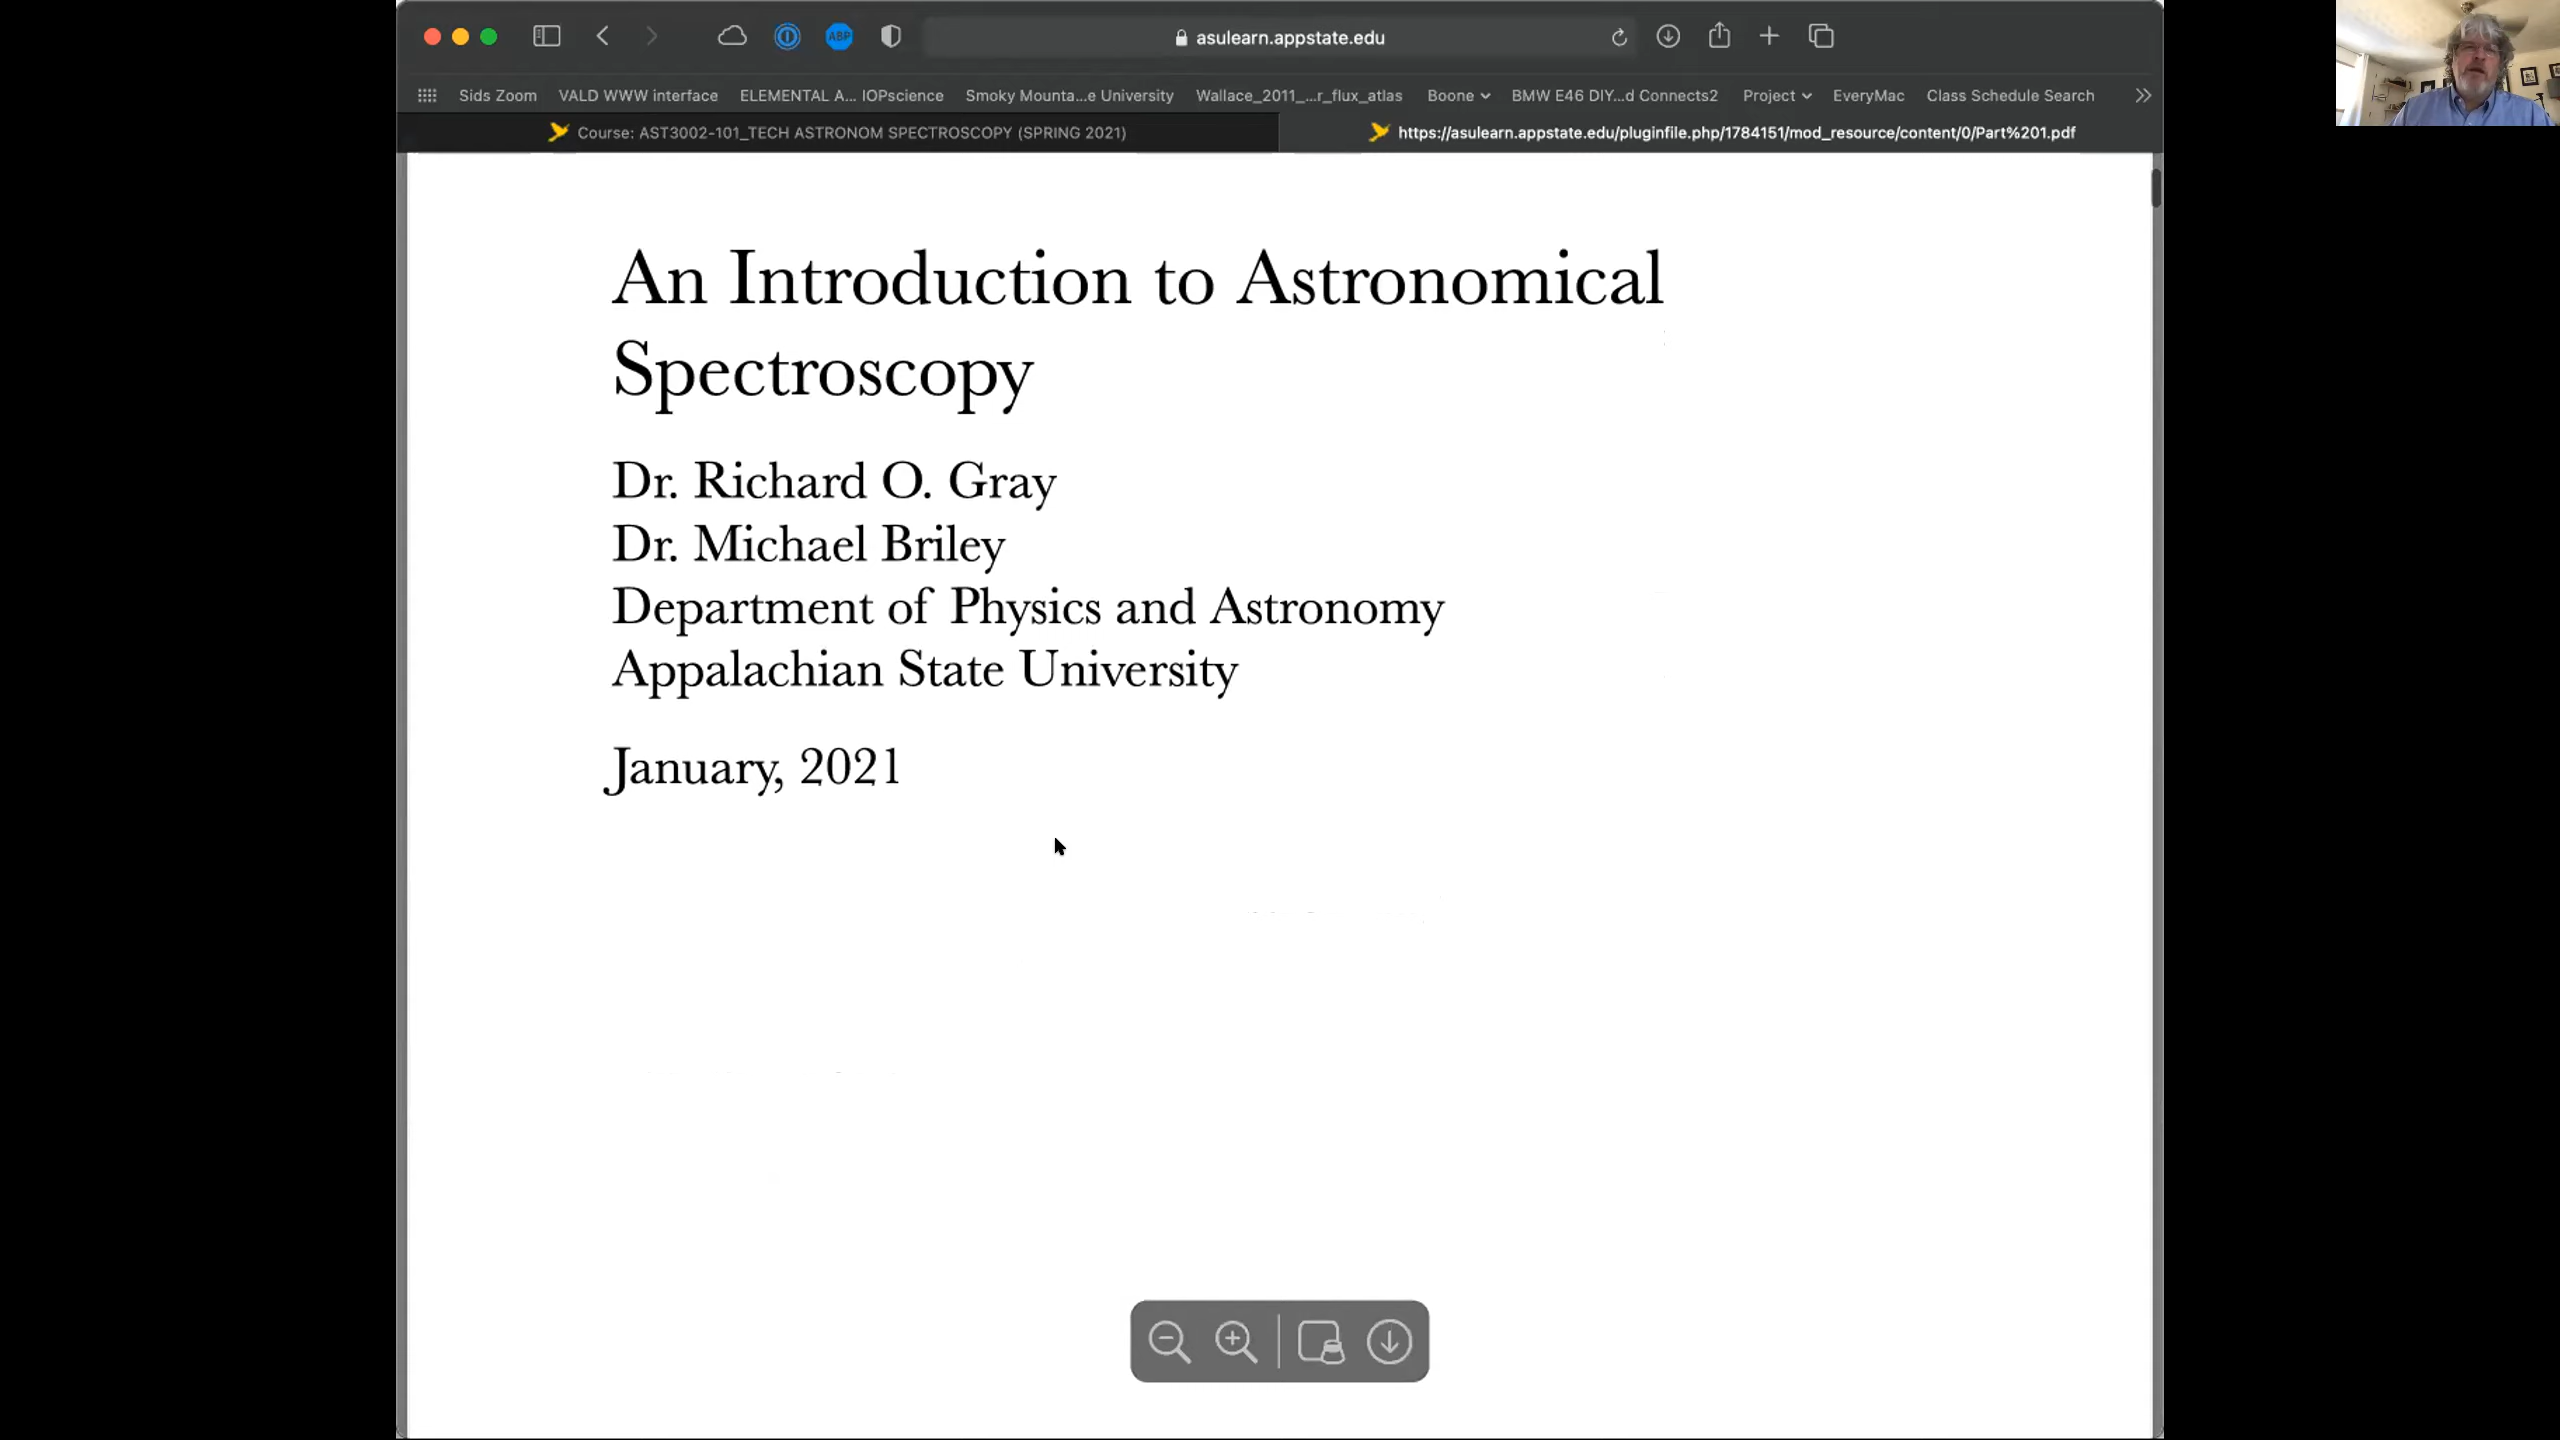 asulearn.appstate.edu
Sids Zoom VALD WWW interface ELEMENTAL A... IOPscience Smoky Mounta...e University Wallace_2011_...r_flux_atlas Boone BMW E46 DIY...d Connects2 Project EveryMac Class Schedule Search
Course: AST3002-101_TECH ASTRONOM SPECTROSCOPY (SPRING 2021) https://asulearn.appstate.edu/pluginfile.php/1784151/mod_resource/content/0/Part%201.pdf
An Introduction to Astronomical
Spectroscopy
Dr. Richard O. Gray
Dr. Michael Briley
Department of Physics and Astronomy
Appalachian State University
January, 2021